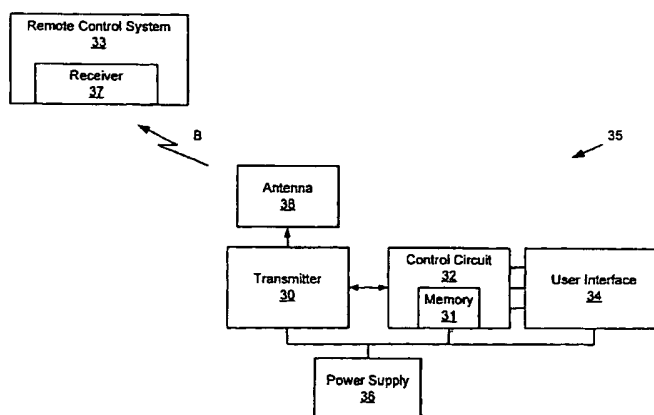 Remote Control System
33
Receiver
37
B
35
Antenna
38
Transmitter
30
Control Circuit
32
Memory
31
User Interface
34
Power Supply
36